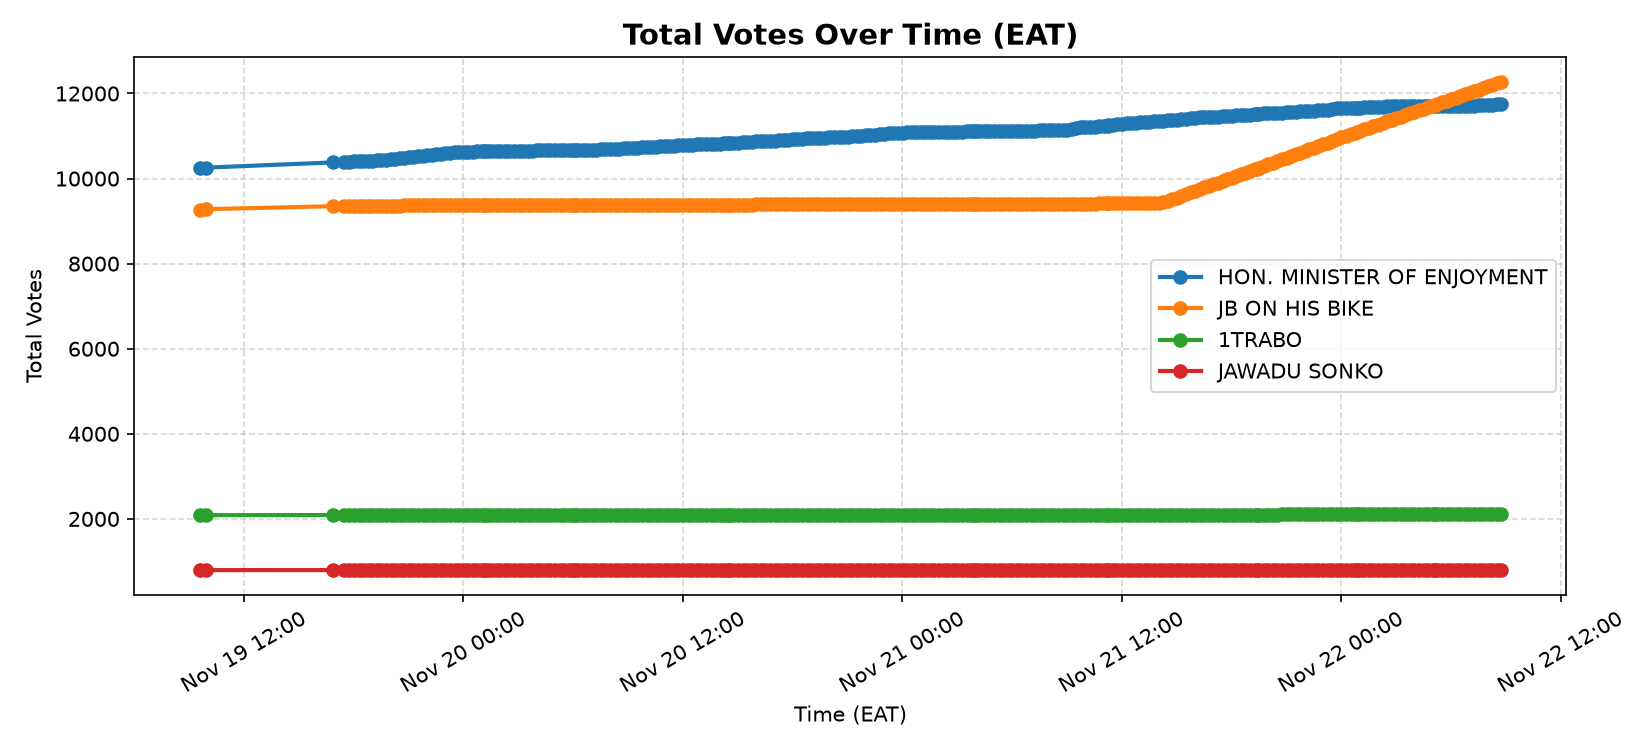 Total Votes Over Time (EAT)
Total Votes
12000
10000
8000
6000
4000
2000
HON. MINISTER OF ENJOYMENT
JB ON HIS BIKE
1TRABO
JAWADU SONKO
Nov 19 12:00
Nov 20 00:00
Nov 20 12:00
Nov 21 00:00
Nov 21 12:00
Nov 22 00:00
Nov 22 12:00
Time (EAT)